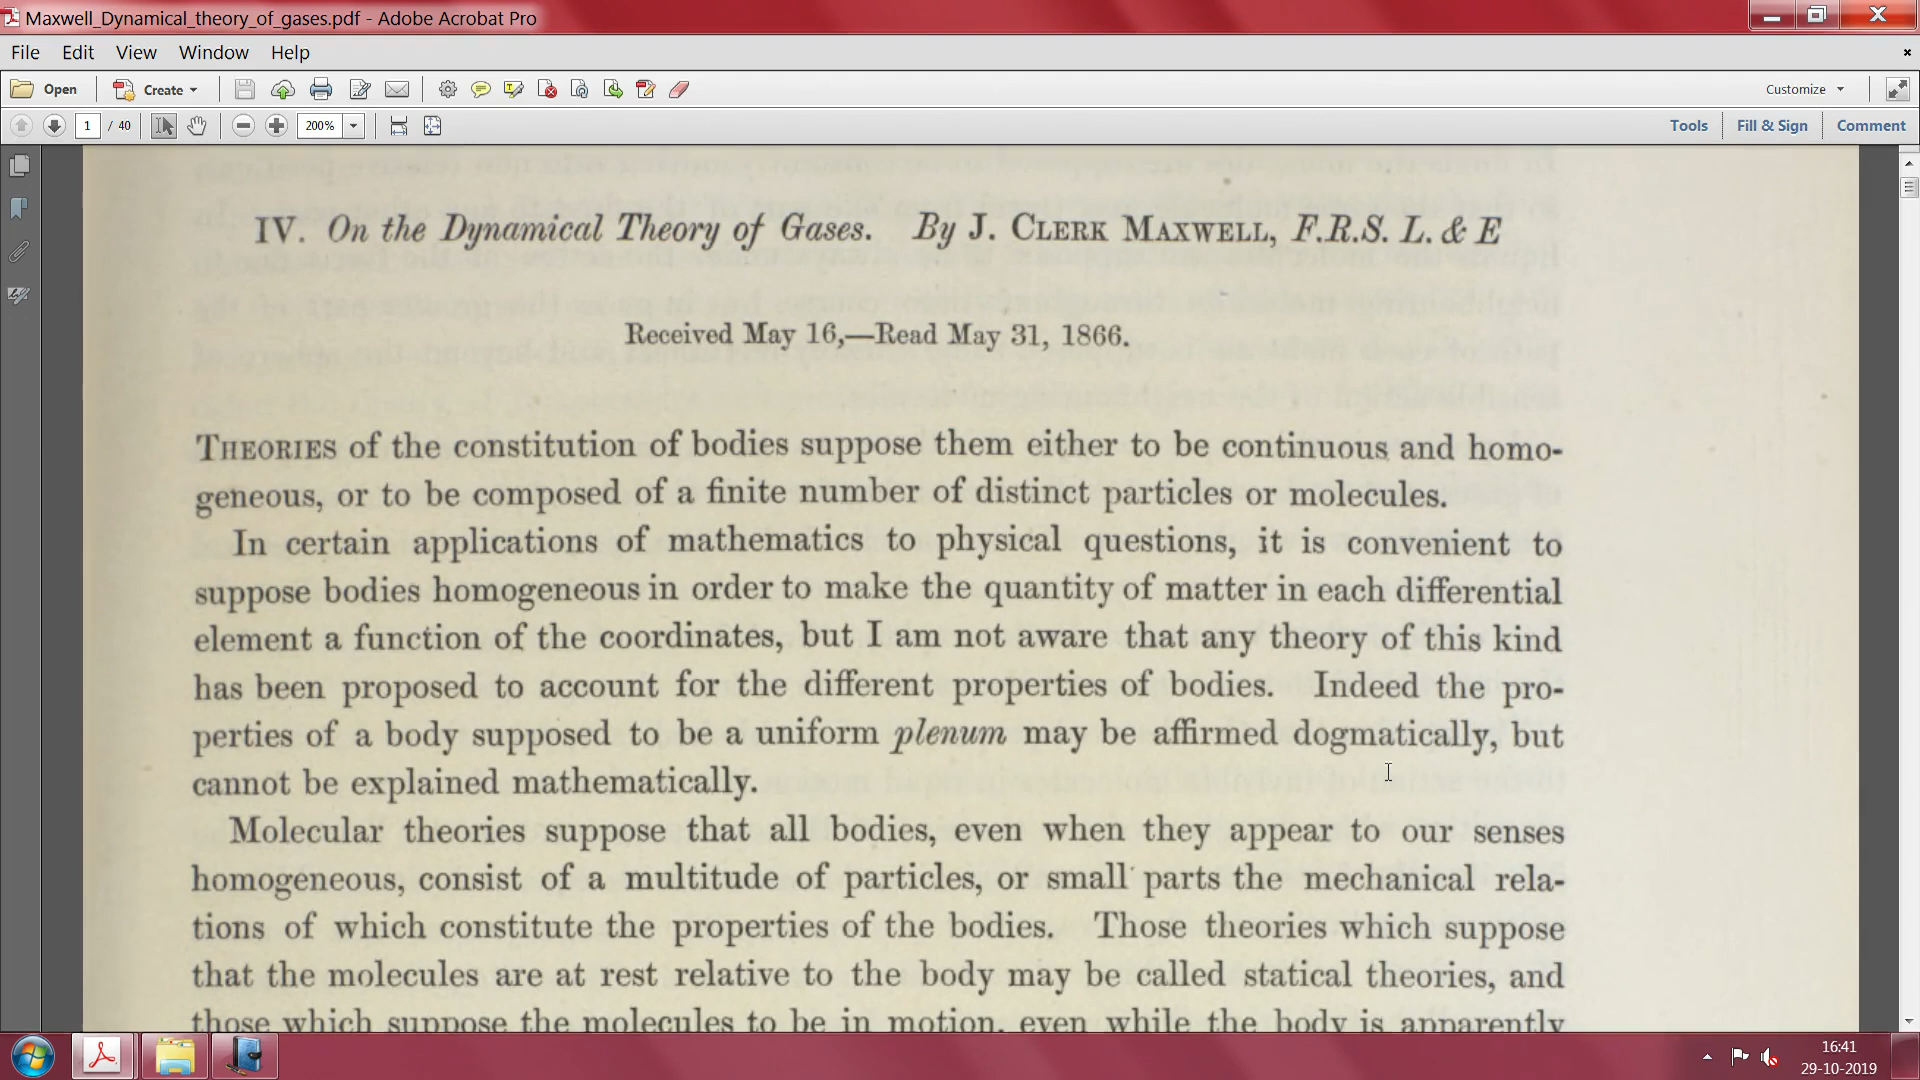 Maxwell_Dynamical_theory_of_gases.pdf - Adobe Acrobat Pro
File Edit View Window Help
Open Create Customize
1 / 40 200% Tools Fill & Sign Comment
IV. On the Dynamical Theory of Gases. By J. CLERK MAXWELL, F.R.S. L. & E
Received May 16,—Read May 31, 1866.
THEORIES of the constitution of bodies suppose them either to be continuous and homo-
geneous, or to be composed of a finite number of distinct particles or molecules.
In certain applications of mathematics to physical questions, it is convenient to
suppose bodies homogeneous in order to make the quantity of matter in each differential
element a function of the coordinates, but I am not aware that any theory of this kind
has been proposed to account for the different properties of bodies. Indeed the pro-
perties of a body supposed to be a uniform plenum may be affirmed dogmatically, but
cannot be explained mathematically.
Molecular theories suppose that all bodies, even when they appear to our senses
homogeneous, consist of a multitude of particles, or small parts the mechanical rela-
tions of which constitute the properties of the bodies. Those theories which suppose
that the molecules are at rest relative to the body may be called statical theories, and
those which suppose the molecules to be in motion, even while the body is apparently
16:41
29-10-2019